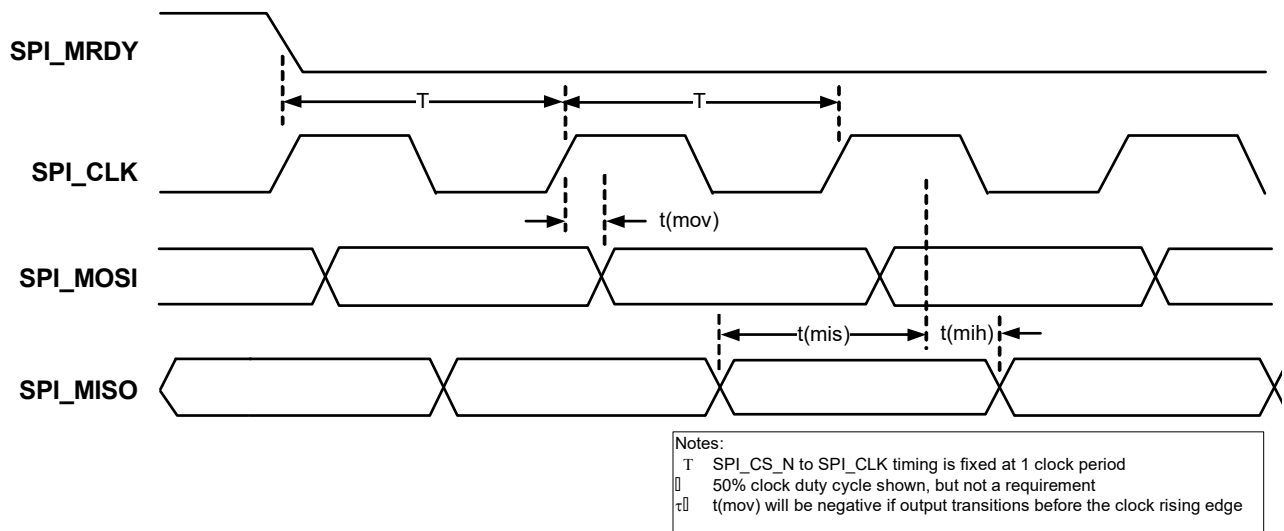 SPI_MRDY
T T
SPI_CLK
t(mov)
SPI_MOSI
t(mis) t(mih)
SPI_MISO
Notes:
T SPI_CS_N to SPI_CLK timing is fixed at 1 clock period
▯ 50% clock duty cycle shown, but not a requirement
τ▯ t(mov) will be negative if output transitions before the clock rising edge